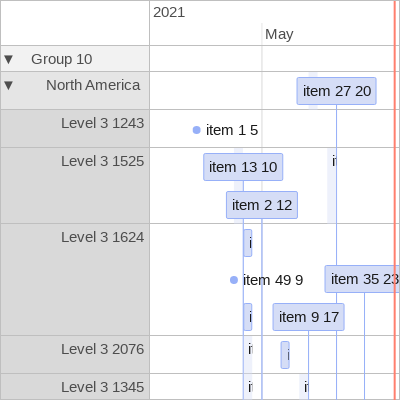 2021
May
▼ Group 10
▼ North America
item 27 20
Level 3 1243
item 1 5
Level 3 1525
item 13 10
item 2 12
Level 3 1624
item 49 9
item 35 23
item 9 17
Level 3 2076
Level 3 1345